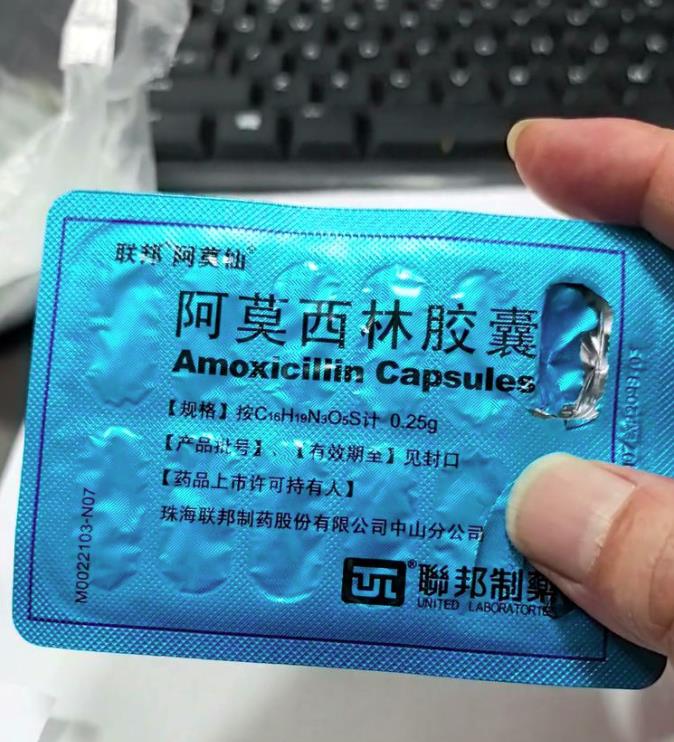 联邦®阿莫仙®
阿莫西林胶囊
Amoxicillin Capsules
【规格】按C₁₆H₁₉N₃O₅S计 0.25g
【产品批号】、【有效期至】见封口
【药品上市许可持有人】
珠海联邦制药股份有限公司中山分公司
® 聯邦制藥
UNITED LABORATORIES
M0022103-N07